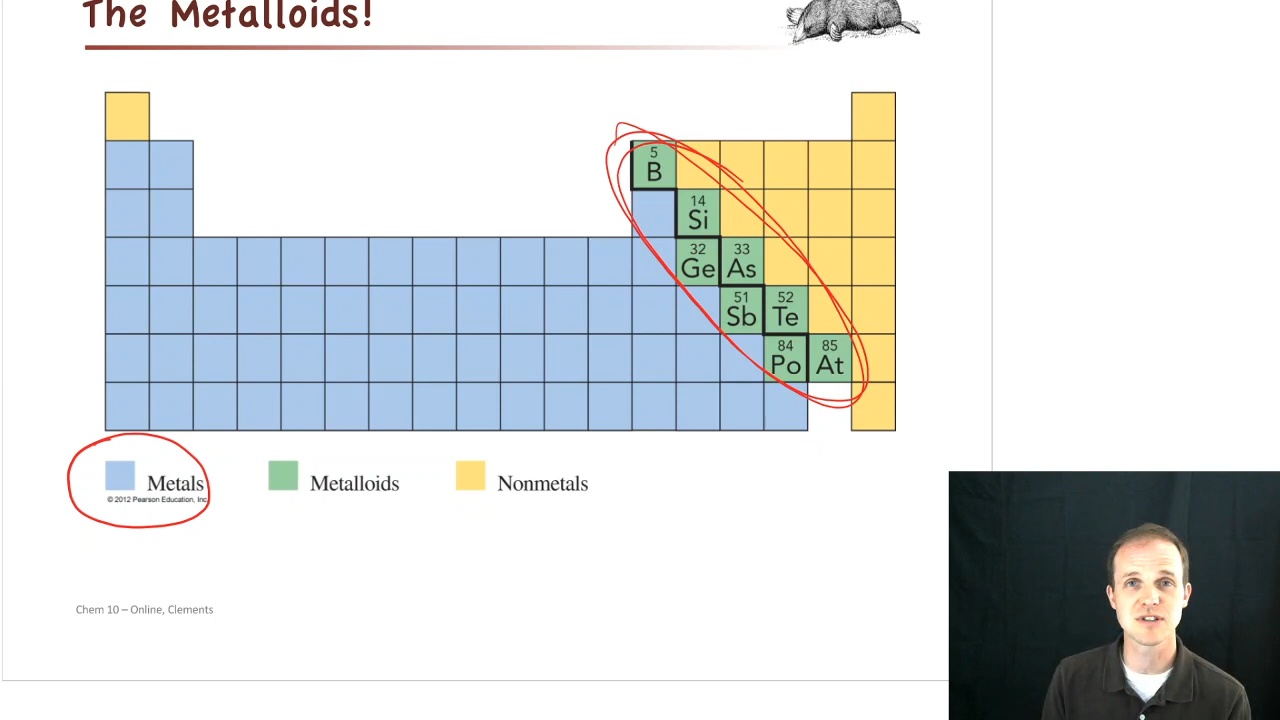 The Metalloids!
5
B
14
Si
32 33
Ge As
51 52
Sb Te
84 85
Po At
Metals Metalloids Nonmetals
© 2012 Pearson Education, Inc.
Chem 10 – Online, Clements